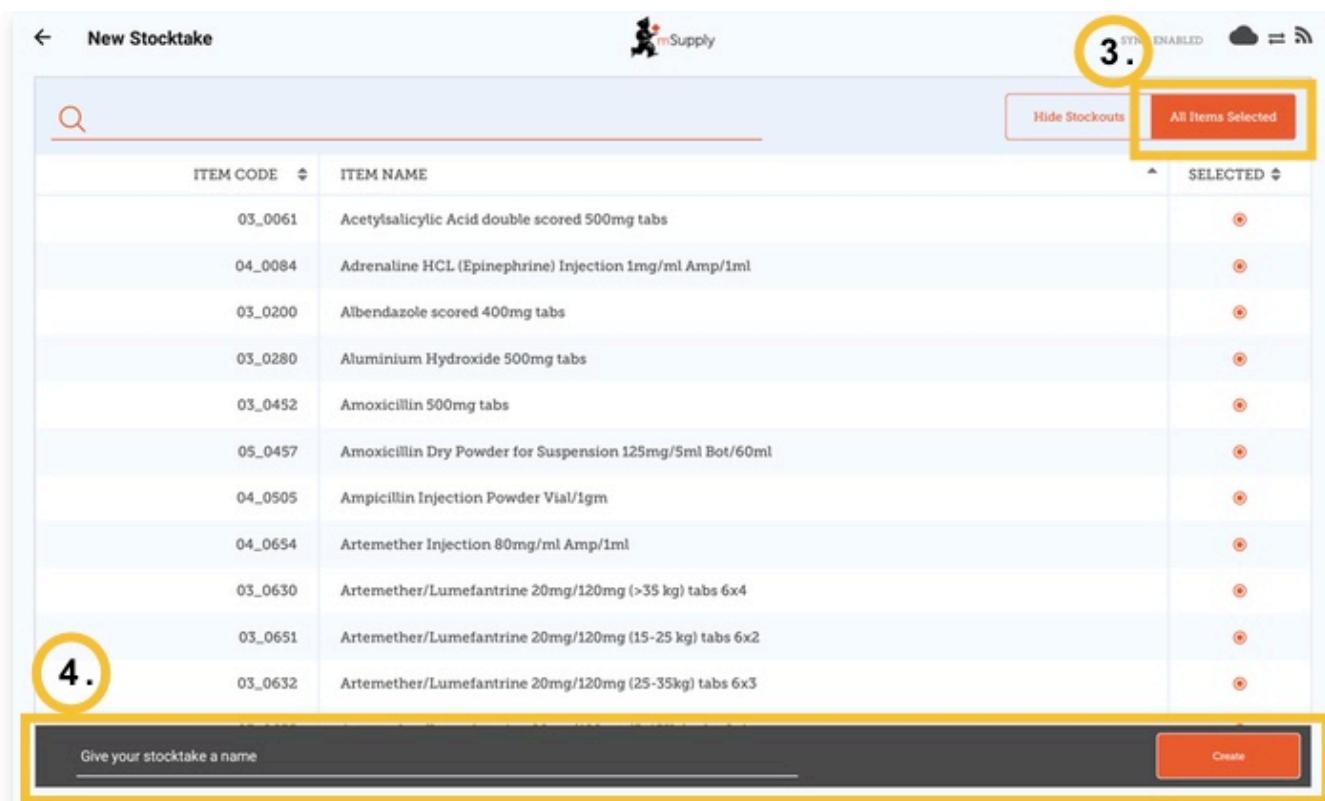 New Stocktake
mSupply
SYNC ENABLED
3.
Hide Stockouts
All Items Selected
ITEM CODE ITEM NAME SELECTED
03_0061 Acetylsalicylic Acid double scored 500mg tabs
04_0084 Adrenaline HCL (Epinephrine) Injection 1mg/ml Amp/1ml
03_0200 Albendazole scored 400mg tabs
03_0280 Aluminium Hydroxide 500mg tabs
03_0452 Amoxicillin 500mg tabs
05_0457 Amoxicillin Dry Powder for Suspension 125mg/5ml Bot/60ml
04_0505 Ampicillin Injection Powder Vial/1gm
04_0654 Artemether Injection 80mg/ml Amp/1ml
03_0630 Artemether/Lumefantrine 20mg/120mg (>35 kg) tabs 6x4
03_0651 Artemether/Lumefantrine 20mg/120mg (15-25 kg) tabs 6x2
4.
03_0632 Artemether/Lumefantrine 20mg/120mg (25-35kg) tabs 6x3
Give your stocktake a name
Create